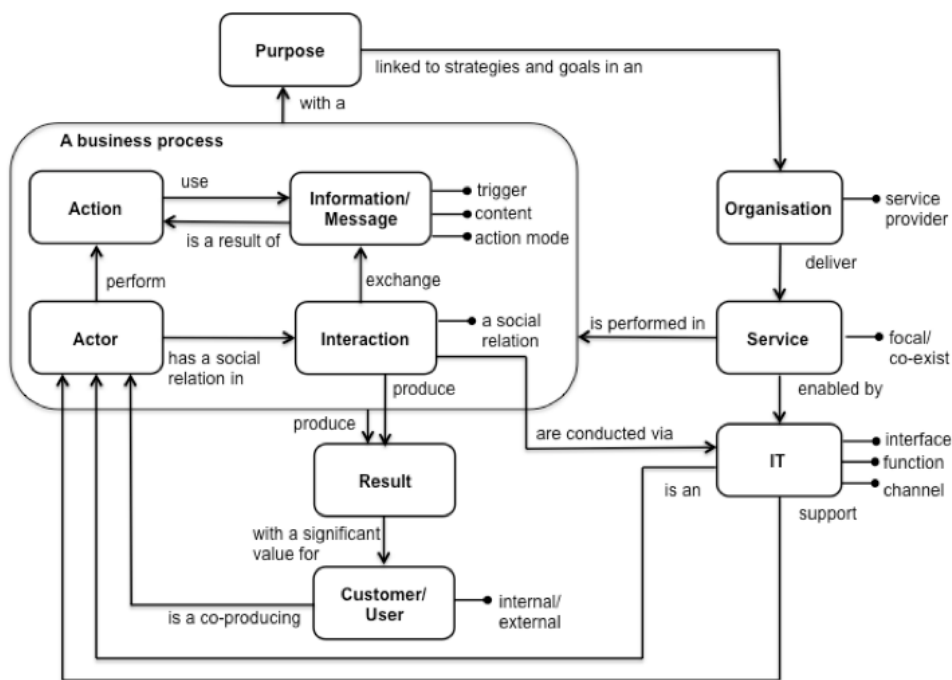 Purpose
linked to strategies and goals in an
with a
A business process
Action
use
Information/
Message
trigger
content
action mode
is a result of
Organisation
service
provider
perform
exchange
deliver
Actor
has a social
relation in
Interaction
a social
relation
is performed in
Service
focal/
co-exist
produce
produce
enabled by
are conducted via
IT
interface
function
channel
Result
is an
support
with a significant
value for
Customer/
User
internal/
external
is a co-producing